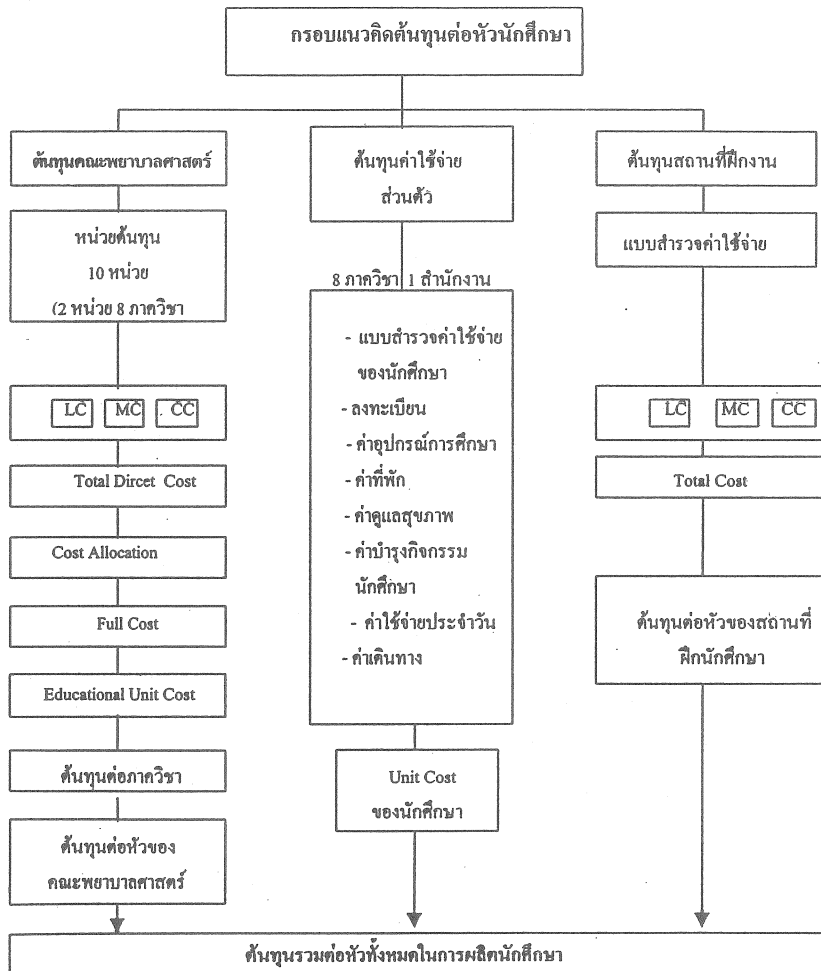 กรอบแนวคิดต้นทุนต่อหัวนักศึกษา
ต้นทุนคณะพยาบาลศาสตร์
หน่วยต้นทุน
10 หน่วย
(2 หน่วย 8 ภาควิชา
LC MC CC
Total Dircet Cost
Cost Allocation
Full Cost
Educational Unit Cost
ต้นทุนต่อภาควิชา
ต้นทุนต่อหัวของ
คณะพยาบาลศาสตร์
ต้นทุนค่าใช้จ่าย
ส่วนตัว
8 ภาควิชา 1 สำนักงาน
- แบบสำรวจค่าใช้จ่าย
ของนักศึกษา
- ลงทะเบียน
- ค่าอุปกรณ์การศึกษา
- ค่าที่พัก
- ค่าดูแลสุขภาพ
- ค่าบำรุงกิจกรรม
นักศึกษา
- ค่าใช้จ่ายประจำวัน
- ค่าเดินทาง
Unit Cost
ของนักศึกษา
ต้นทุนสถานที่ฝึกงาน
แบบสำรวจค่าใช้จ่าย
LC MC CC
Total Cost
ต้นทุนต่อหัวของสถานที่
ฝึกนักศึกษา
ต้นทุนรวมต่อหัวทั้งหมดในการผลิตนักศึกษา